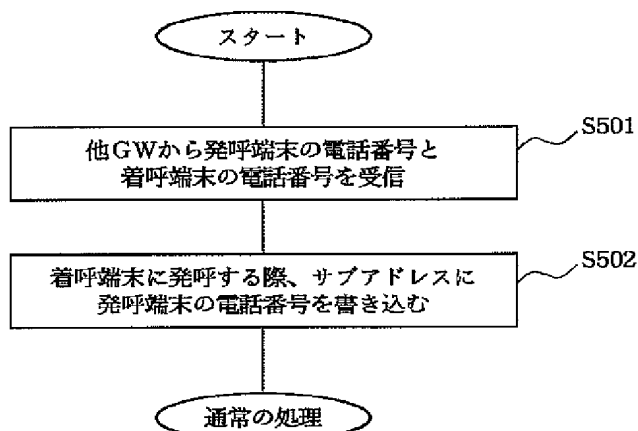 スタート
S501
他GWから発呼端末の電話番号と
着呼端末の電話番号を受信
S502
着呼端末に発呼する際、サブアドレスに
発呼端末の電話番号を書き込む
通常の処理